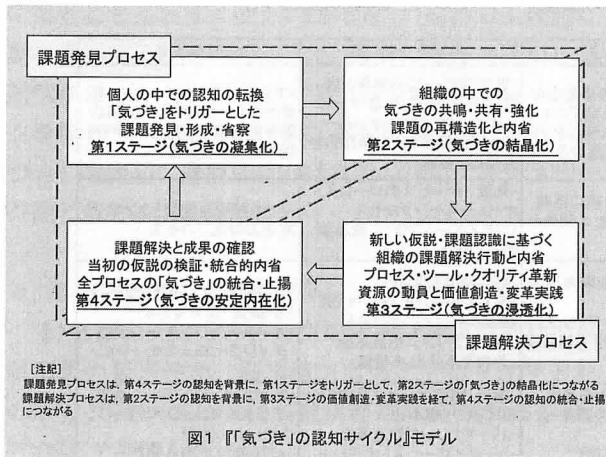 課題発見プロセス
個人の中での認知の転換
「気づき」をトリガーとした
課題発見・形成・省察
第1ステージ(気づきの凝集化)
組織の中での
気づきの共鳴・共有・強化
課題の再構造化と内省
第2ステージ(気づきの結晶化)
課題解決と成果の確認
当初の仮説の検証・統合的内省
全プロセスの「気づき」の統合・止揚
第4ステージ(気づきの安定内在化)
新しい仮説・課題認識に基づく
組織の課題解決行動と内省
プロセス・ツール・クオリティ革新
資源の動員と価値創造・変革実践
第3ステージ(気づきの浸透化)
課題解決プロセス
[注記]
課題発見プロセスは、第4ステージの認知を背景に、第1ステージをトリガーとして、第2ステージの「気づき」の結晶化につながる
課題解決プロセスは、第2ステージの認知を背景に、第3ステージの価値創造・変革実践を経て、第4ステージの認知の統合・止揚
につながる
図1 『「気づき」の認知サイクル』モデル